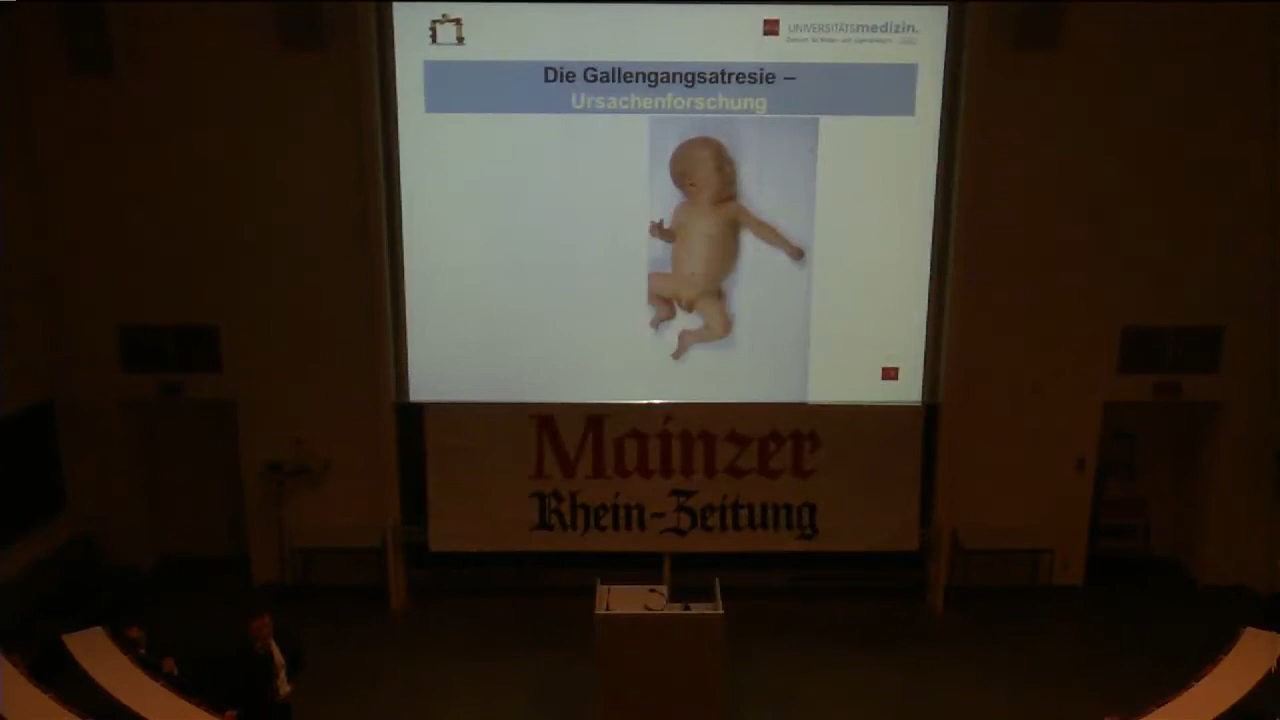 UNIVERSITÄTSmedizin.
Die Gallengangsatresie –
Ursachenforschung
Mainzer
Rhein-Zeitung